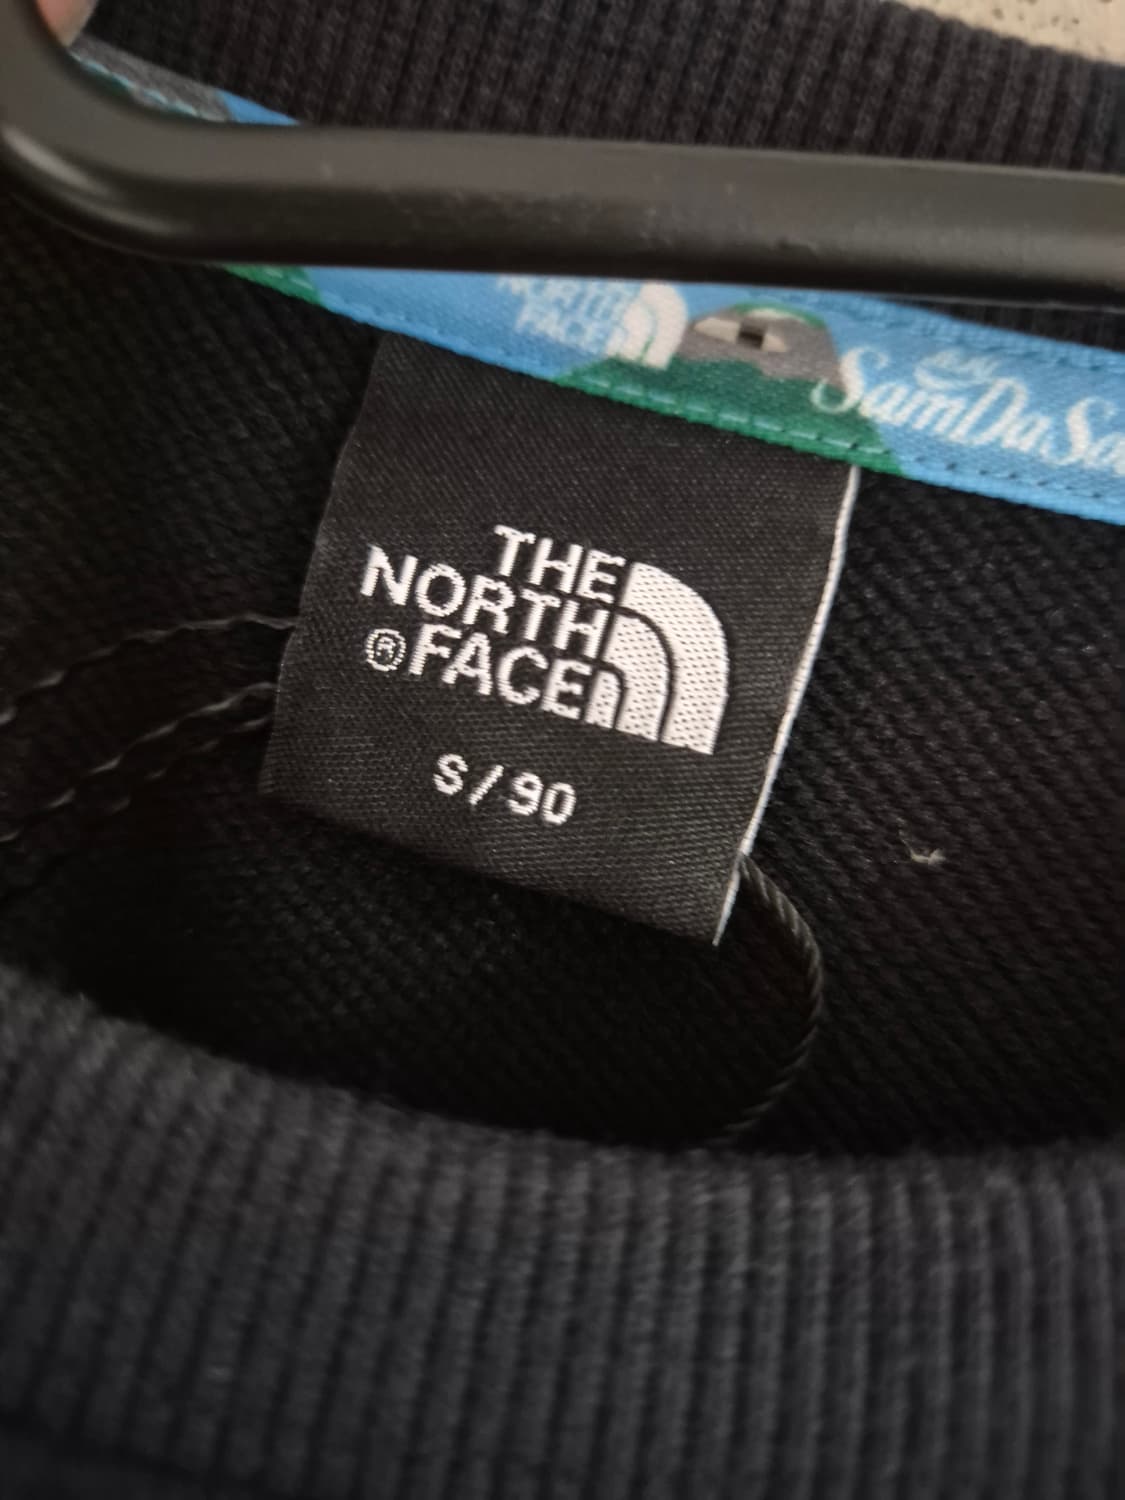 NORTH
FACE
SamDaSo
THE
NORTH
®FACE
S/90